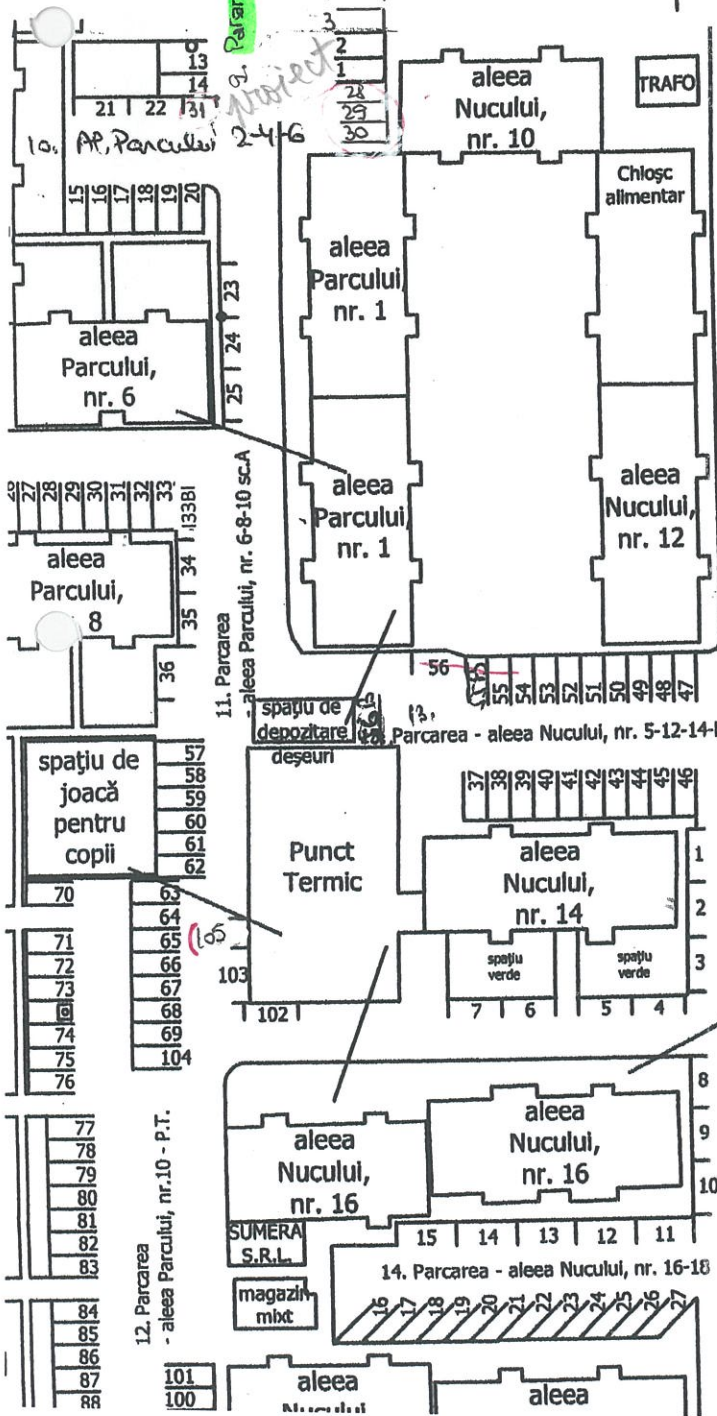 3
2
1
28
29
30
13
14
21 22 31
proiect
10. AP, Parcului 2-4-6
aleea
Nucului,
nr. 10
TRAFO
Chioșc
alimentar
15 16 17 18 19 20
aleea
Parcului,
nr. 1
23
24
25
aleea
Parcului,
nr. 6
aleea
Parcului,
nr. 1
aleea
Nucului,
nr. 12
27 28 29 30 31 32 33
34
35
36
aleea
Parcului,
8
11. Parcarea
- aleea Parcului, nr. 6-8-10 sc.A
56
55 54 53 52 51 50 49 48 47
spațiu de
depozitare
deșeuri
13.
Parcarea - aleea Nucului, nr. 5-12-14-
spațiu de
joacă
pentru
copii
57
58
59
60
61
62
63
64
65
66
67
68
69
104
105
103
102
Punct
Termic
37 38 39 40 41 42 43 44 45 46
aleea
Nucului,
nr. 14
spațiu
verde
spațiu
verde
1
2
3
7 6 5 4
70
71
72
73
74
75
76
77
78
79
80
81
82
83
84
85
86
87
88
12. Parcarea
- aleea Parcului, nr.10 - P.T.
101
100
aleea
Nucului,
nr. 16
aleea
Nucului,
nr. 16
8
9
10
SUMERA
S.R.L.
magazin
mixt
15 14 13 12 11
14. Parcarea - aleea Nucului, nr. 16-18
16 17 18 19 20 21 22 23 24 25 26 27
aleea
Nucului
aleea